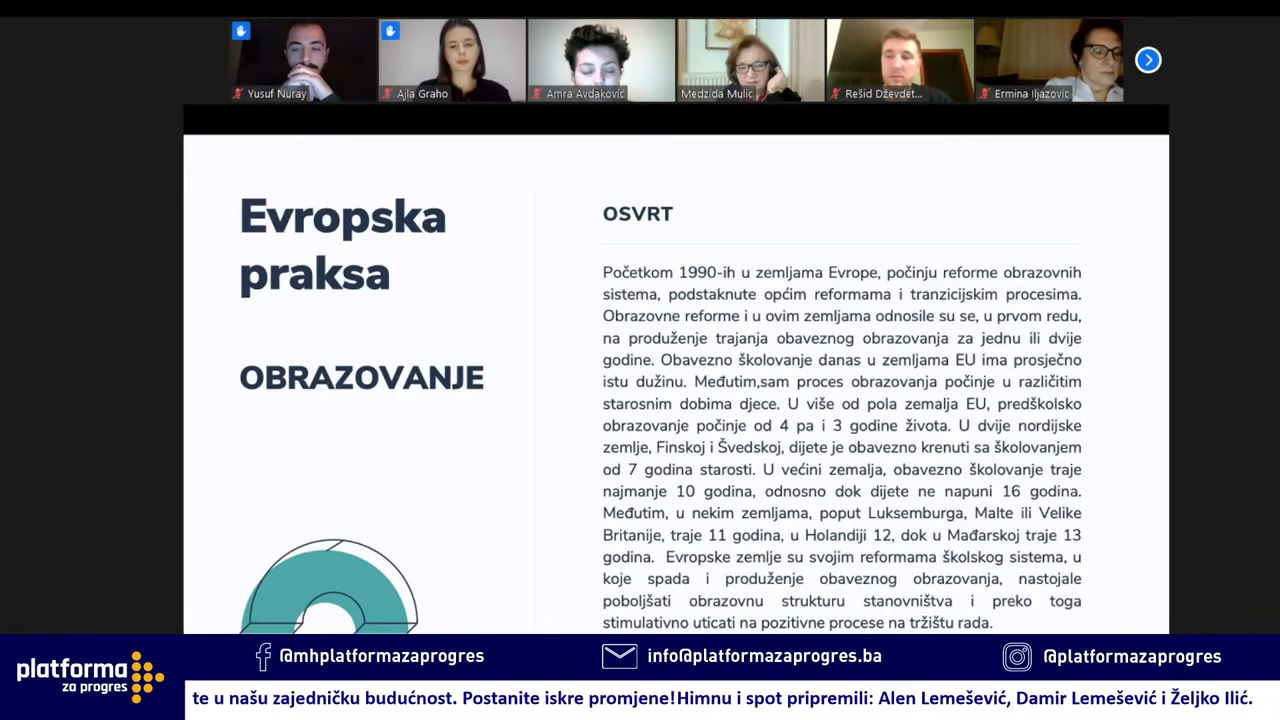 Yusuf Nuray
Ajla Graho
Amra Avdaković
Medzida Mulic
Rešid Dževdet...
Ermina Iljazovic
Evropska
praksa
OBRAZOVANJE
OSVRT
Početkom 1990-ih u zemljama Evrope, počinju reforme obrazovnih
sistema, podstaknute općim reformama i tranzicijskim procesima.
Obrazovne reforme i u ovim zemljama odnosile su se, u prvom redu,
na produženje trajanja obaveznog obrazovanja za jednu ili dvije
godine. Obavezno školovanje danas u zemljama EU ima prosječno
istu dužinu. Međutim,sam proces obrazovanja počinje u različitim
starosnim dobima djece. U više od pola zemalja EU, predškolsko
obrazovanje počinje od 4 pa i 3 godine života. U dvije nordijske
zemlje, Finskoj i Švedskoj, dijete je obavezno krenuti sa školovanjem
od 7 godina starosti. U većini zemalja, obavezno školovanje traje
najmanje 10 godina, odnosno dok dijete ne napuni 16 godina.
Međutim, u nekim zemljama, poput Luksemburga, Malte ili Velike
Britanije, traje 11 godina, u Holandiji 12, dok u Mađarskoj traje 13
godina. Evropske zemlje su svojim reformama školskog sistema, u
koje spada i produženje obaveznog obrazovanja, nastojale
poboljšati obrazovnu strukturu stanovništva i preko toga
stimulativno uticati na pozitivne procese na tržištu rada.
platforma
za progres
@mhplatformazaprogres
info@platformazaprogres.ba
@platformazaprogres
te u našu zajedničku budućnost. Postanite iskre promjene!Himnu i spot pripremili: Alen Lemešević, Damir Lemešević i Željko Ilić.